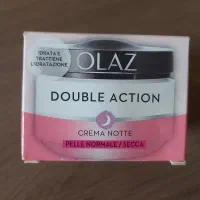 IDRATA E
TRATTIENE
L'IDRATAZIONE
OLAZ
DOUBLE ACTION
CREMA NOTTE
PELLE NORMALE / SECCA